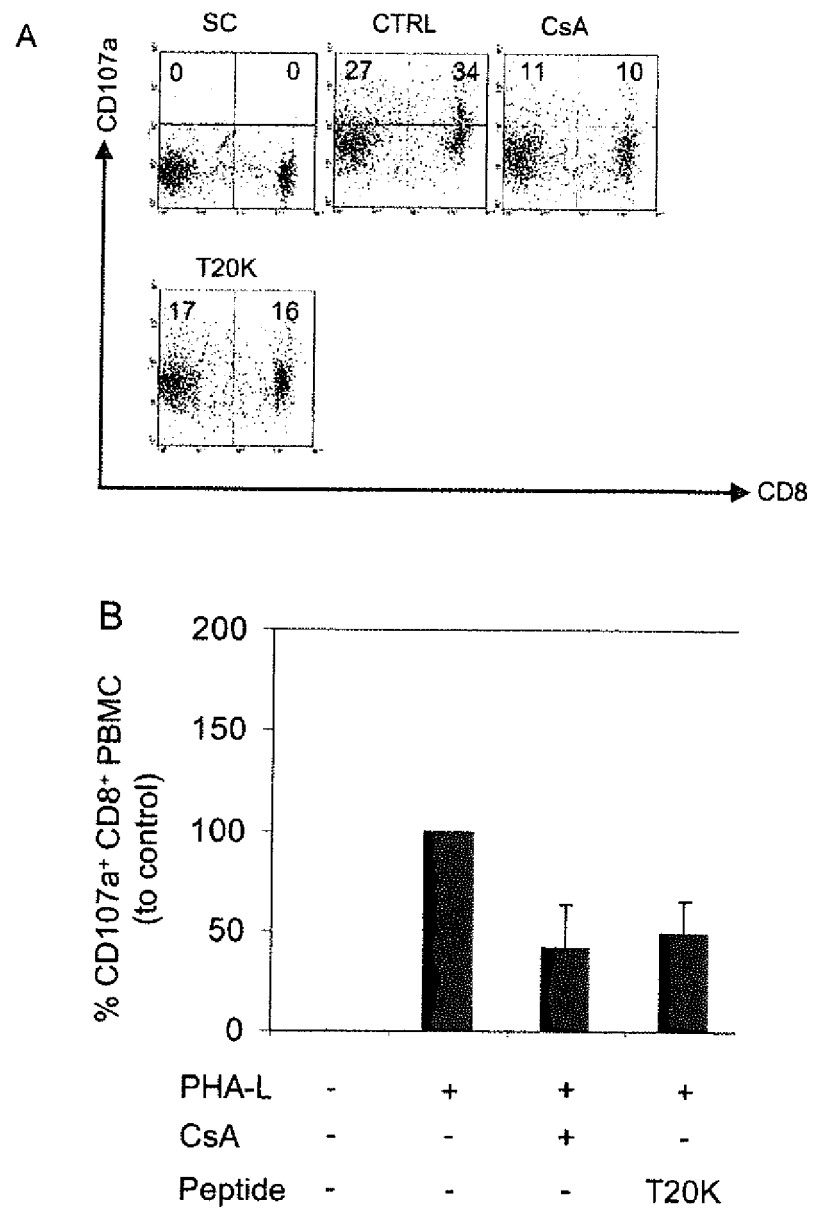 A
SC CTRL CsA
CD107a
0 0 27 34 11 10
T20K
17 16
CD8
B
% CD107a⁺ CD8⁺ PBMC
(to control)
200
150
100
50
0
PHA-L - + + +
CsA - - + -
Peptide - - - T20K